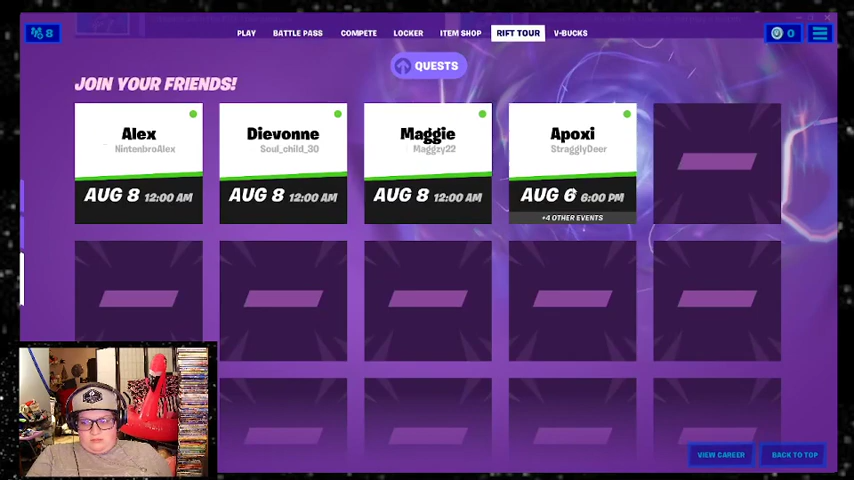 8
PLAY
BATTLE PASS
COMPETE
LOCKER
ITEM SHOP
RIFT TOUR
V-BUCKS
0
QUESTS
JOIN YOUR FRIENDS!
Alex
NintenbroAlex
AUG 8 12:00 AM
Dievonne
Soul_child_30
AUG 8 12:00 AM
Maggie
Maggzy22
AUG 8 12:00 AM
Apoxi
StragglyDeer
AUG 6 6:00 PM
+4 OTHER EVENTS
VIEW CAREER
BACK TO TOP